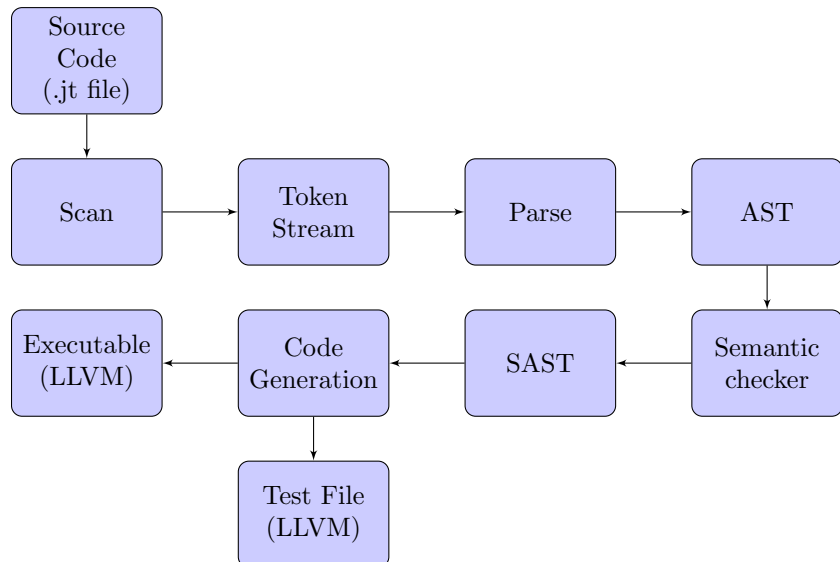 Source
Code
(.jt file)
Scan
Token
Stream
Parse
AST
Executable
(LLVM)
Code
Generation
SAST
Semantic
checker
Test File
(LLVM)